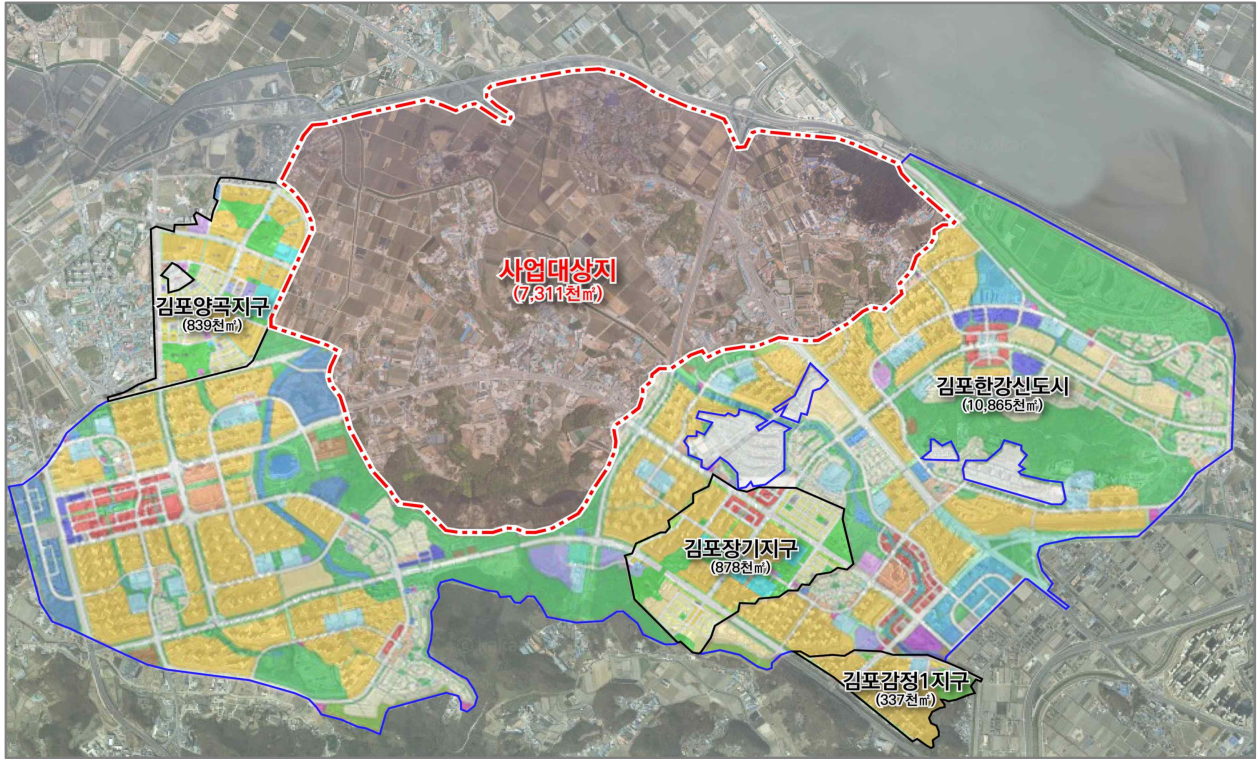 사업대상지
(7,311천㎡)
김포양곡지구
(839천㎡)
김포한강신도시
(10,865천㎡)
김포장기지구
(878천㎡)
김포감정1지구
(337천㎡)